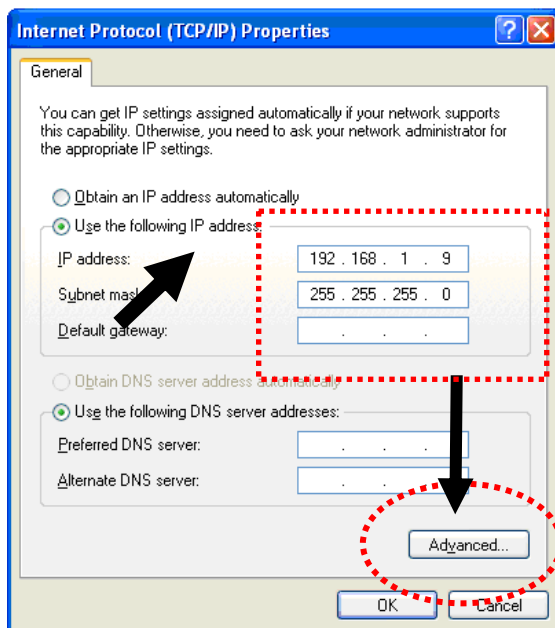 Internet Protocol (TCP/IP) Properties
General
You can get IP settings assigned automatically if your network supports
this capability. Otherwise, you need to ask your network administrator for
the appropriate IP settings.
Obtain an IP address automatically
Use the following IP address:
IP address: 192 . 168 . 1 . 9
Subnet mask: 255 . 255 . 255 . 0
Default gateway: . . .
Obtain DNS server address automatically
Use the following DNS server addresses:
Preferred DNS server: . . .
Alternate DNS server: . . .
Advanced...
OK Cancel